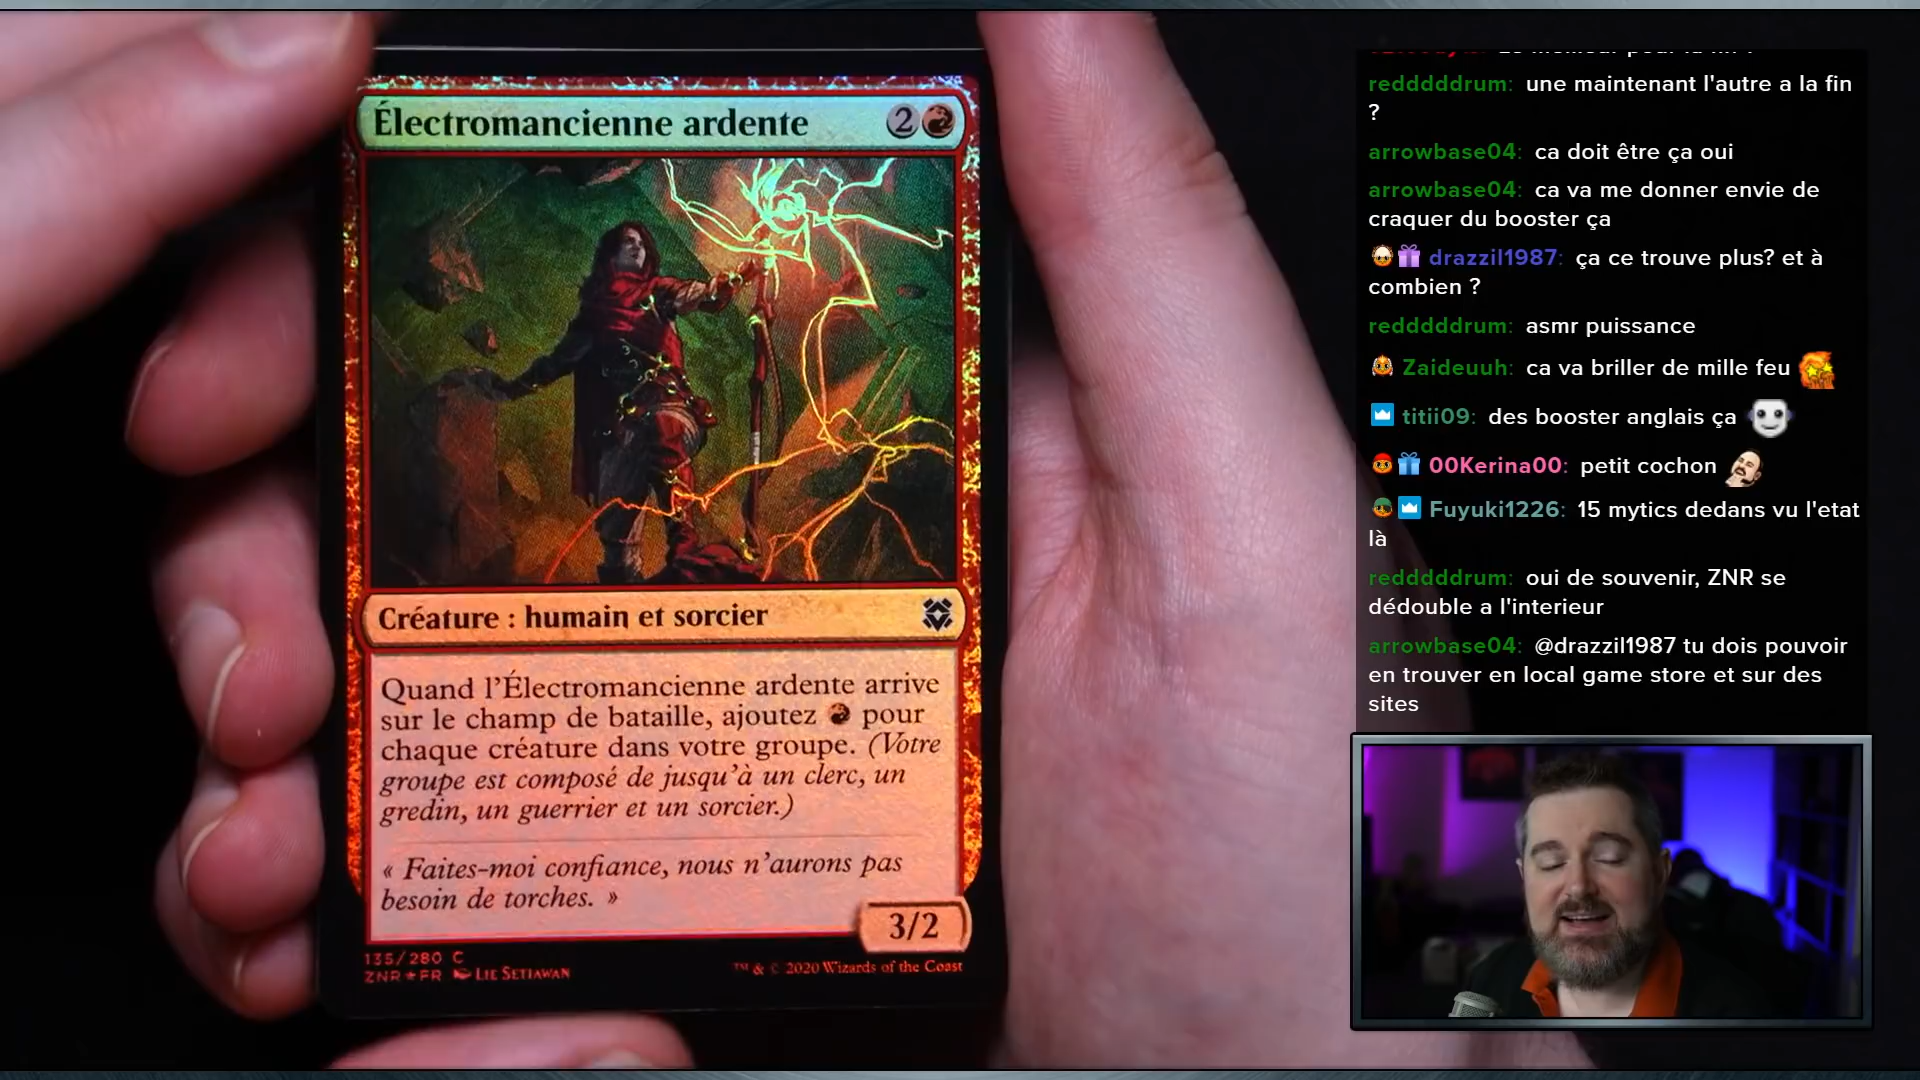 Électromancienne ardente
2
Créature : humain et sorcier
Quand l'Électromancienne ardente arrive
sur le champ de bataille, ajoutez pour
chaque créature dans votre groupe. (Votre
groupe est composé de jusqu'à un clerc, un
gredin, un guerrier et un sorcier.)
« Faites-moi confiance, nous n'aurons pas
besoin de torches. »
3/2
135/280 C
ZNR★FR LIE SETIAWAN
™ & © 2020 Wizards of the Coast
redddddrum: une maintenant l'autre a la fin
?
arrowbase04: ca doit être ça oui
arrowbase04: ca va me donner envie de
craquer du booster ça
drazzil1987: ça ce trouve plus? et à
combien ?
redddddrum: asmr puissance
Zaideuuh: ca va briller de mille feu
titii09: des booster anglais ça
00Kerina00: petit cochon
Fuyuki1226: 15 mytics dedans vu l'etat
là
redddddrum: oui de souvenir, ZNR se
dédouble a l'interieur
arrowbase04: @drazzil1987 tu dois pouvoir
en trouver en local game store et sur des
sites